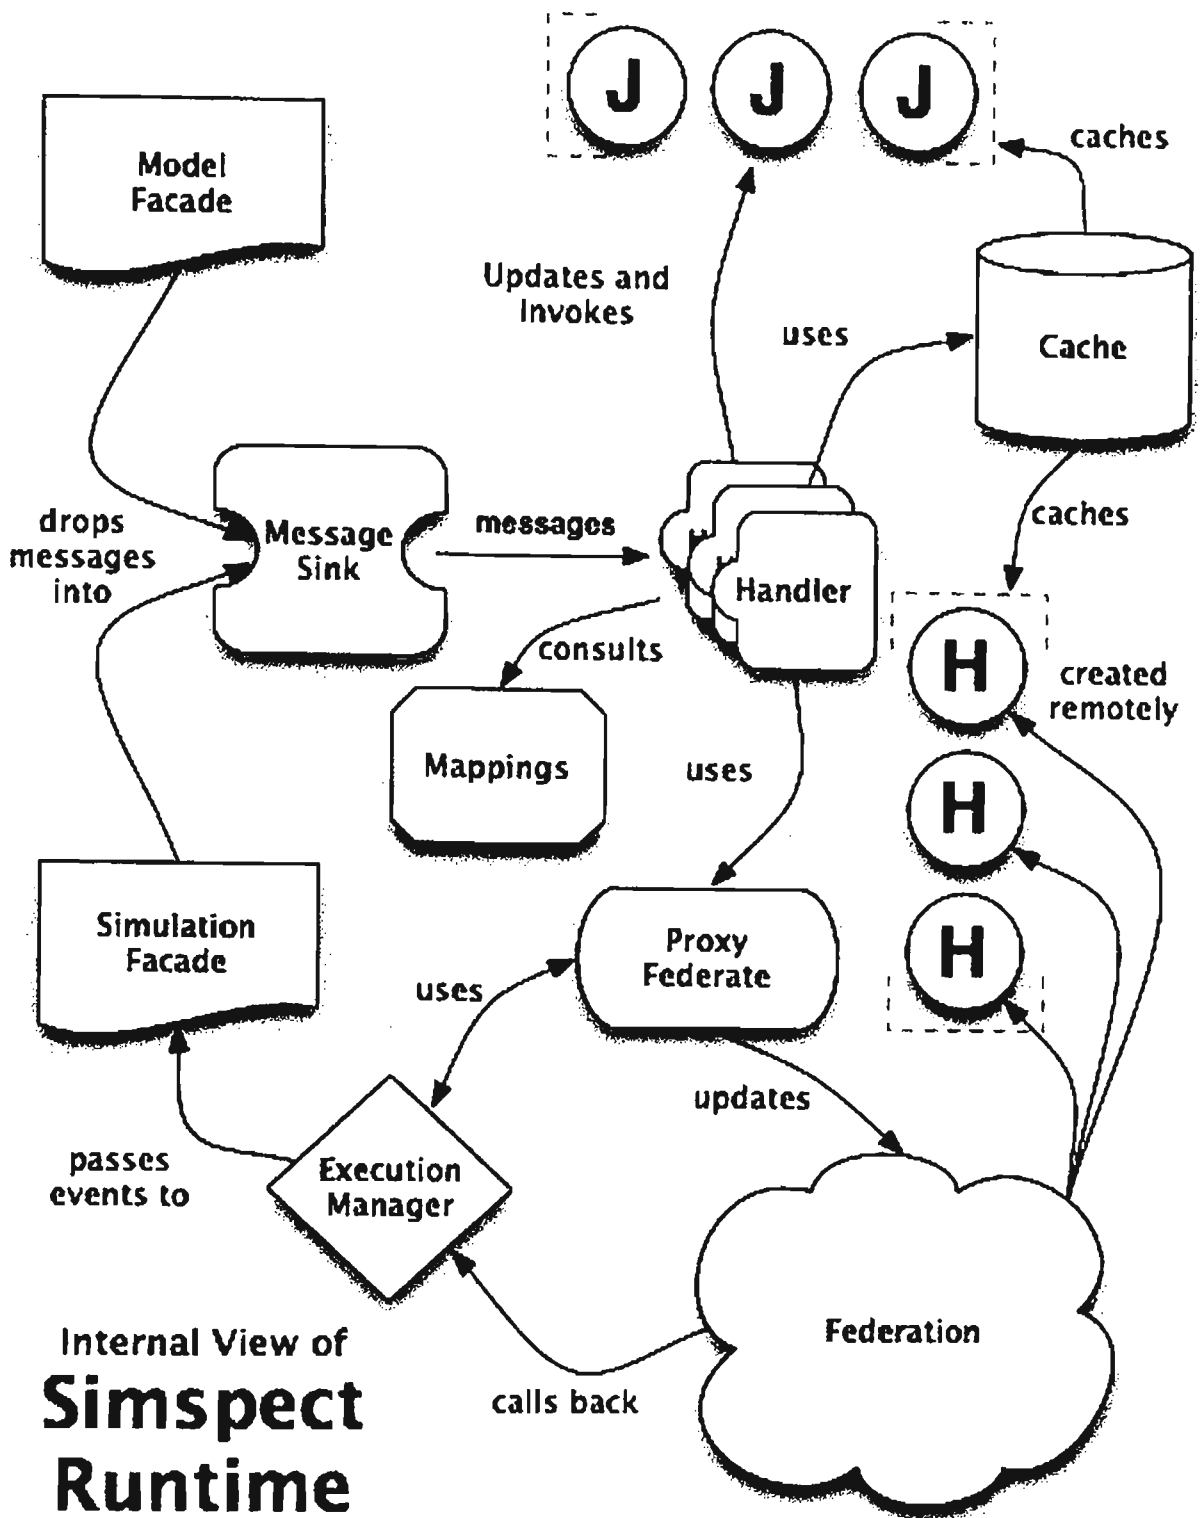 J J J
caches
Model
Facade
Updates and
Invokes
uses
Cache
drops
messages
into
Message
Sink
messages
caches
Handler
consults
H
created
remotely
Mappings
uses
H
Simulation
Facade
Proxy
Federate
H
uses
updates
passes
events to
Execution
Manager
Federation
calls back
Internal View of
Simspect
Runtime